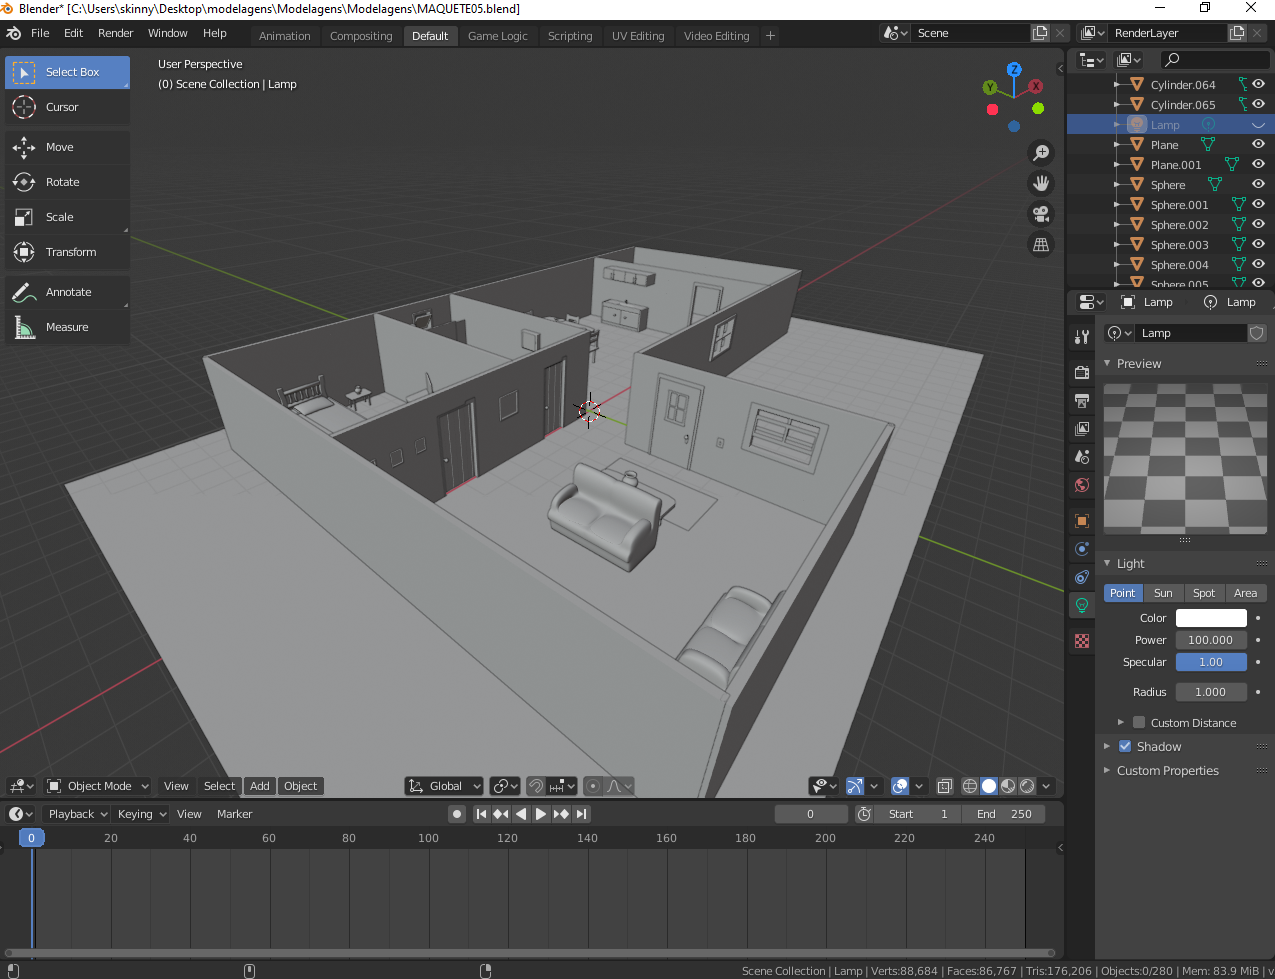 Blender* [C:\Users\skinny\Desktop\modelagens\Modelagens\Modelagens\MAQUETE05.blend]
File Edit Render Window Help Animation Compositing Default Game Logic Scripting UV Editing Video Editing + Scene RenderLayer
Select Box
Cursor
Move
Rotate
Scale
Transform
Annotate
Measure
User Perspective
(0) Scene Collection | Lamp
Z
Y
X
Cylinder.064
Cylinder.065
Lamp
Plane
Plane.001
Sphere
Sphere.001
Sphere.002
Sphere.003
Sphere.004
Sphere.005
Lamp Lamp
Lamp
Preview
Light
Point Sun Spot Area
Color
Power 100.000
Specular 1.00
Radius 1.000
Custom Distance
Shadow
Custom Properties
Object Mode View Select Add Object Global
Playback Keying View Marker 0 Start 1 End 250
0 20 40 60 80 100 120 140 160 180 200 220 240
Scene Collection | Lamp | Verts:88,684 | Faces:86,767 | Tris:176,206 | Objects:0/280 | Mem: 83.9 MiB | v